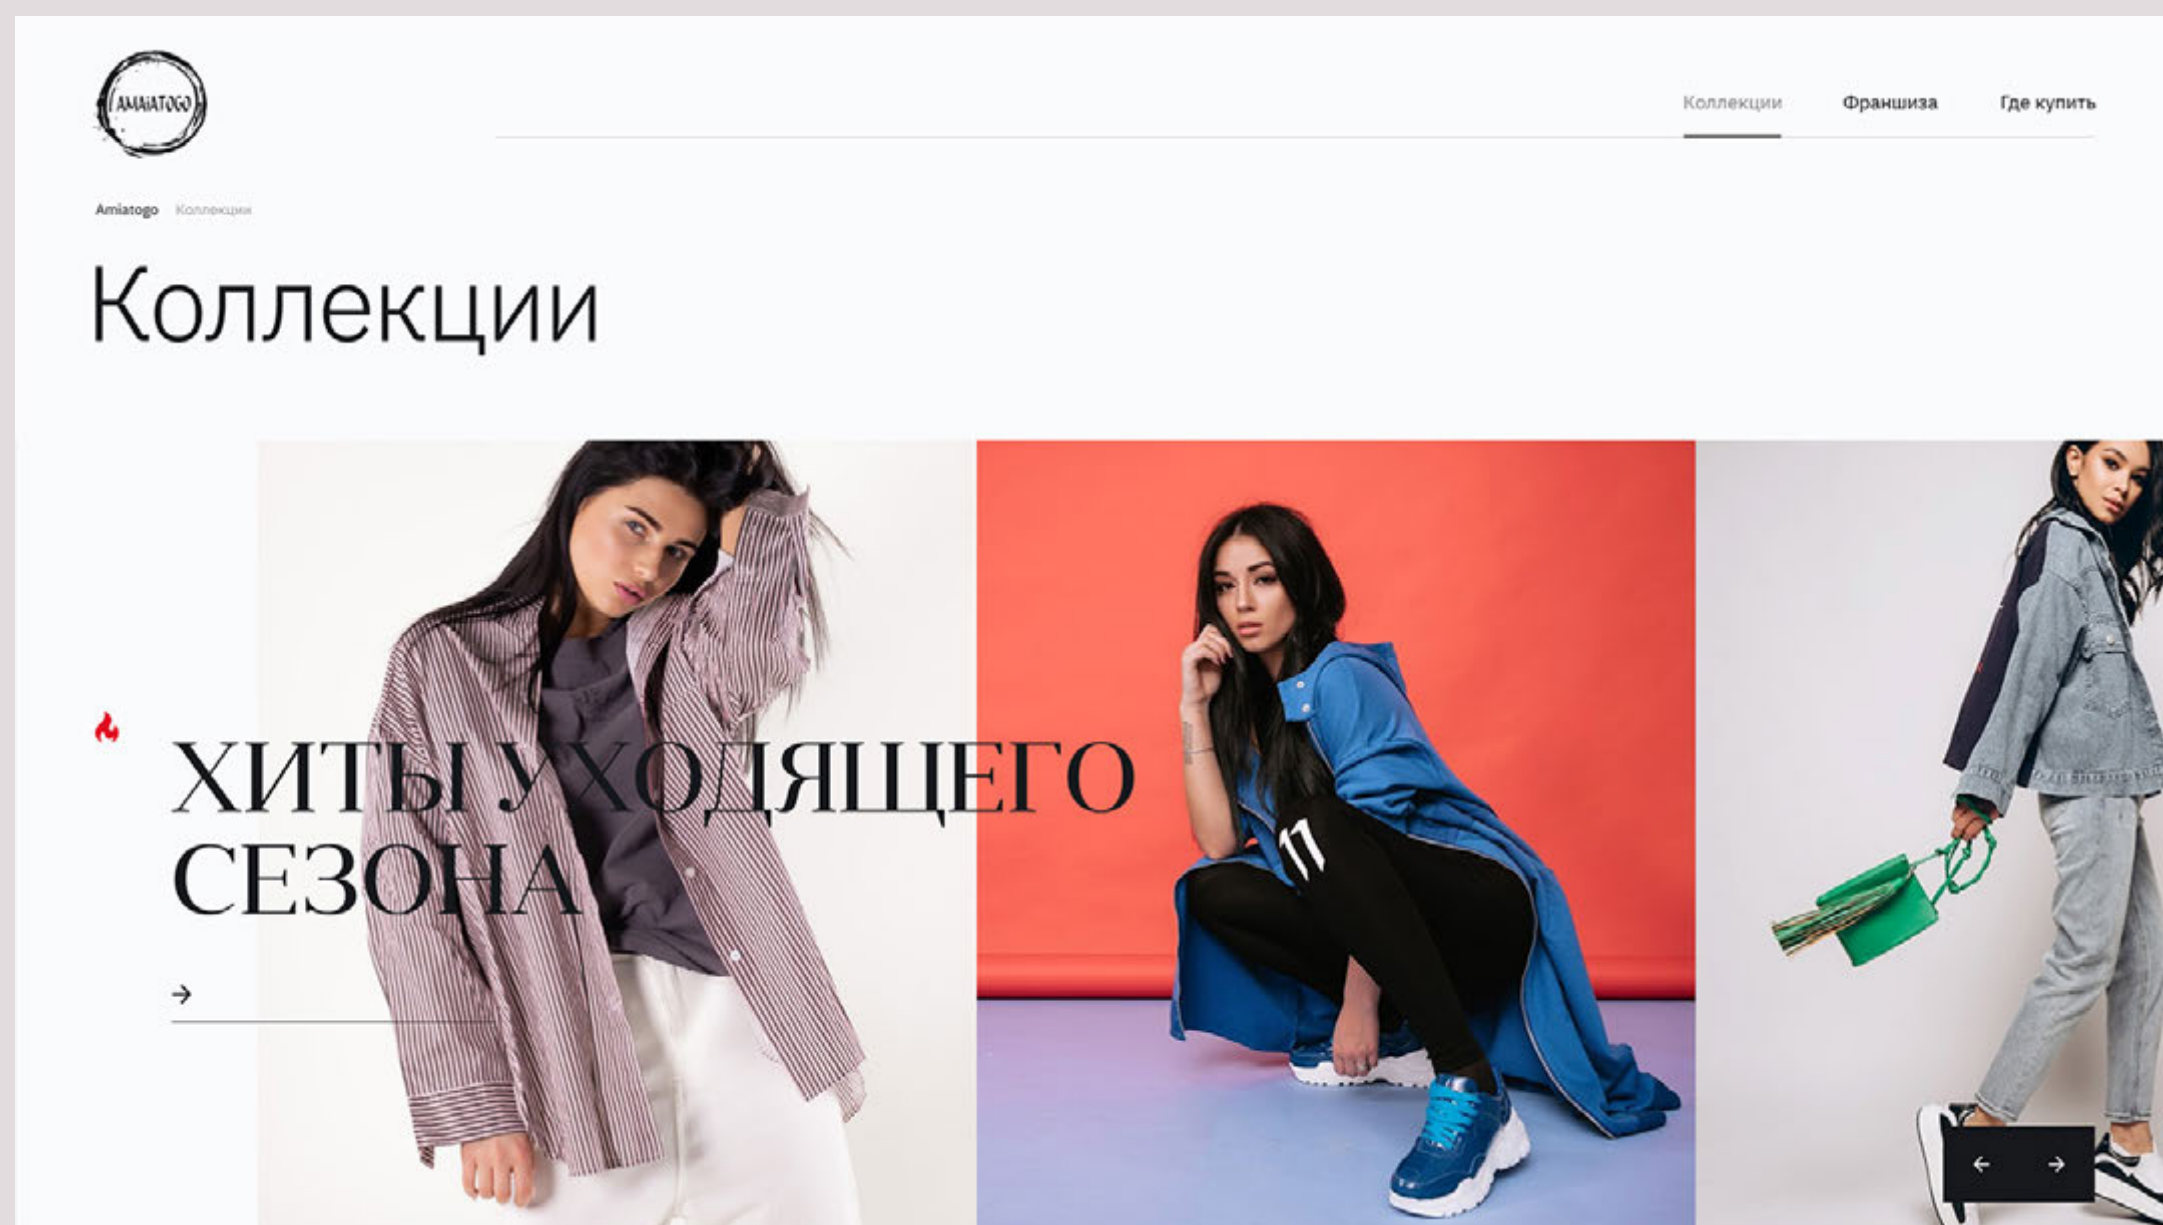 AMAiATOGO
Коллекции Франшиза Где купить
Amiatogo Коллекции
Коллекции
ХИТЫ УХОДЯЩЕГО
СЕЗОНА
11